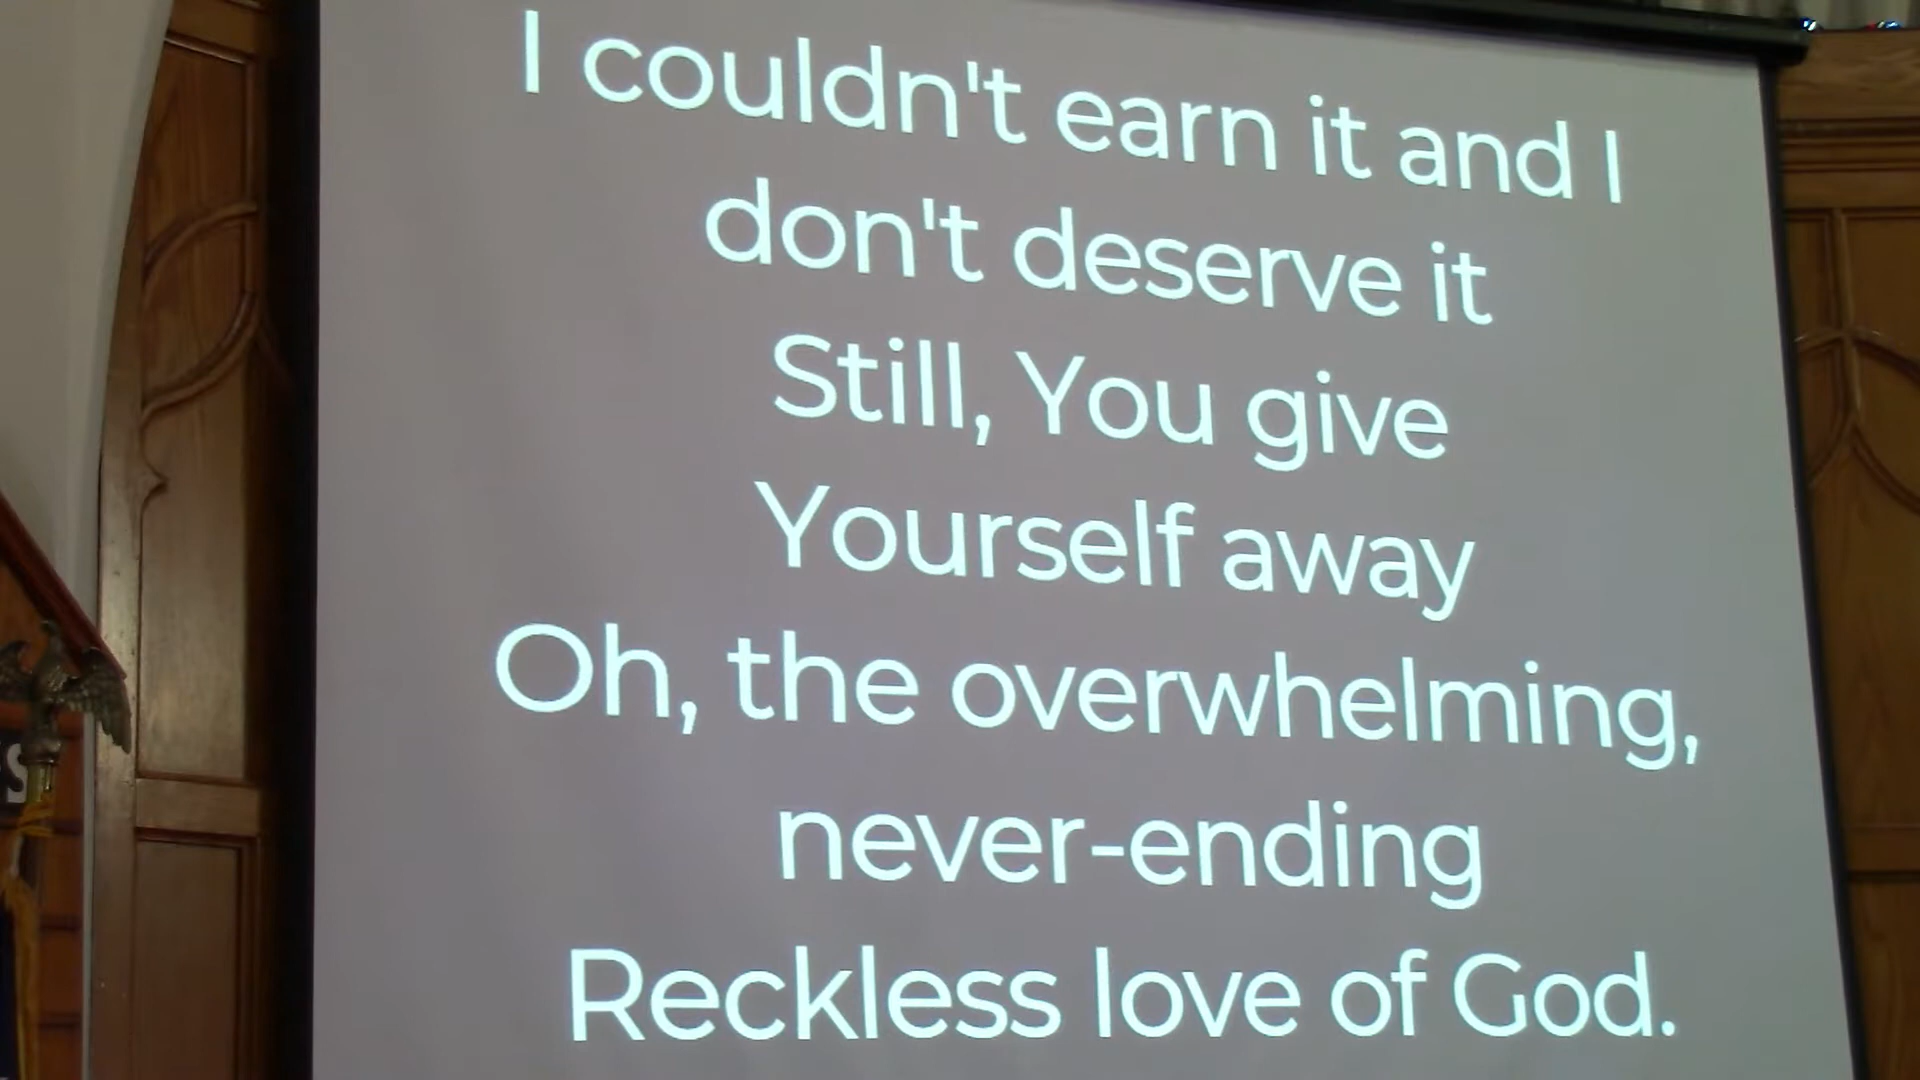 I couldn't earn it and I
don't deserve it
Still, You give
Yourself away
Oh, the overwhelming,
never-ending
Reckless love of God.